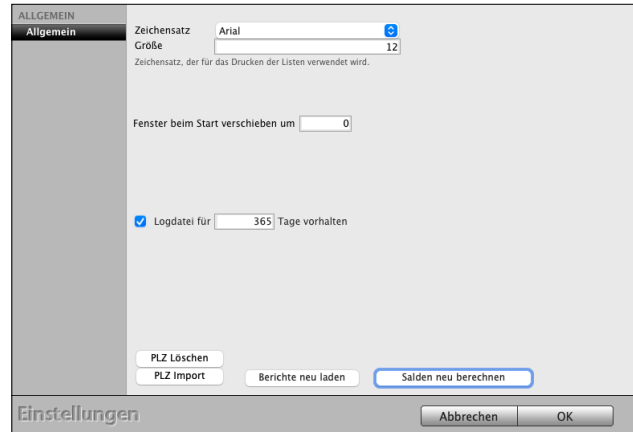 ALLGEMEIN
Allgemein
Zeichensatz Arial
Größe 12
Zeichensatz, der für das Drucken der Listen verwendet wird.
Fenster beim Start verschieben um 0
Logdatei für 365 Tage vorhalten
PLZ Löschen
PLZ Import Berichte neu laden Salden neu berechnen
Einstellungen Abbrechen OK